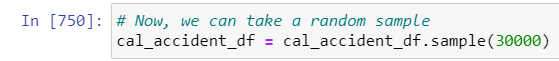 In [750]: # Now, we can take a random sample
cal_accident_df = cal_accident_df.sample(30000)